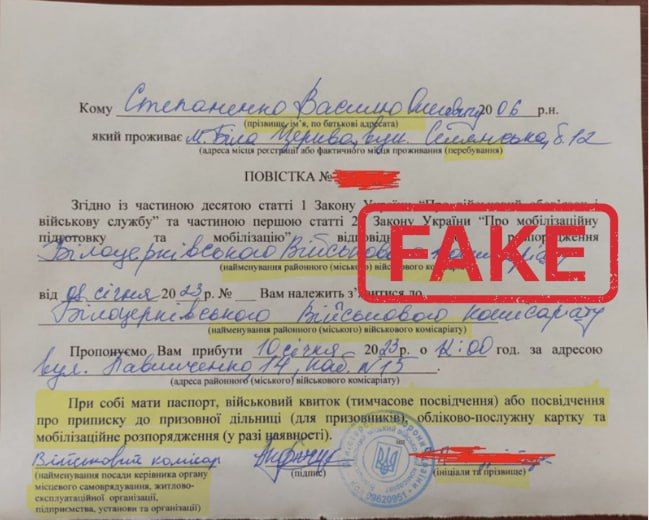 Кому Степаненко Василю 2006 р.н.
(прізвище, ім'я, по батькові адресата)
який проживає м. Біла Церква, вул. б. 12
(адреса місця реєстрації або фактичного місця проживання (перебування)
ПОВІСТКА №
Згідно із частиною десятою статті 1 Закону України "Про військовий обов'язок і
військову службу" та частиною першою статті Закону України "Про мобілізаційну
підготовку та мобілізацію" відповідно розпорядження
Білоцерківського Військового
FAKE
(найменування районного (міського) військового комісаріату)
від 08 січня 2023 р. № ___ Вам належить з'явитися до
Білоцерківського Військового комісаріату
(найменування районного (міського) військового комісаріату)
Пропонуємо Вам прибути 10 січня 2023 р. о 12:00 год. за адресою
вул. Павліченко 14, каб. №15.
(адреса районного (міського) військового комісаріату)
При собі мати паспорт, військовий квиток (тимчасове посвідчення) або посвідчення
про приписку до призовної дільниці (для призовників), обліково-послужну картку та
мобілізаційне розпорядження (у разі наявності).
Військовий комісар
(найменування посади керівника органу (підпис) (ініціали та прізвище)
місцевого самоврядування, житлово-
експлуатаційної організації,
підприємства, установи та організації)